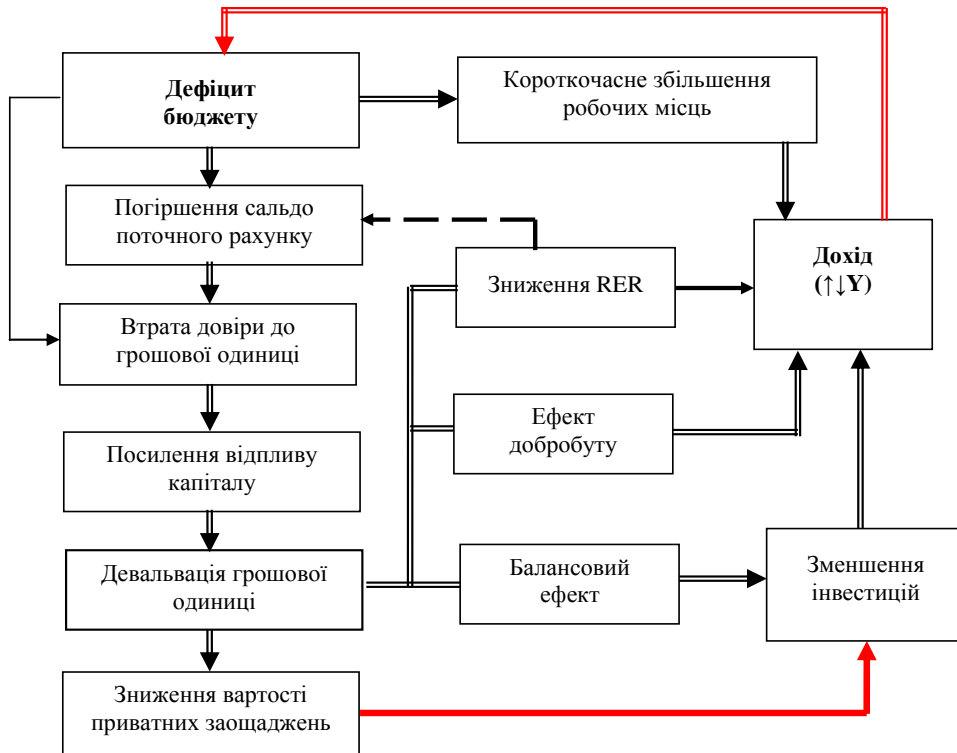 Дефіцит
бюджету
Короткочасне збільшення
робочих місць
Погіршення сальдо
поточного рахунку
Зниження RER
Дохід
(↑↓Y)
Втрата довіри до
грошової одиниці
Ефект
добробуту
Посилення відпливу
капіталу
Девальвація грошової
одиниці
Балансовий
ефект
Зменшення
інвестицій
Зниження вартості
приватних заощаджень